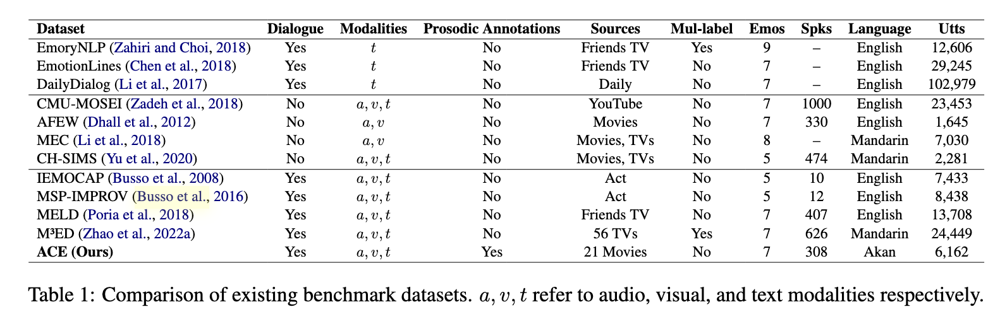 Dataset Dialogue Modalities Prosodic Annotations Sources Mul-label Emos Spks Language Utts
EmoryNLP (Zahiri and Choi, 2018) Yes t No Friends TV Yes 9 – English 12,606
EmotionLines (Chen et al., 2018) Yes t No Friends TV No 7 – English 29,245
DailyDialog (Li et al., 2017) Yes t No Daily No 7 – English 102,979
CMU-MOSEI (Zadeh et al., 2018) No a, v, t No YouTube No 7 1000 English 23,453
AFEW (Dhall et al., 2012) No a, v No Movies No 7 330 English 1,645
MEC (Li et al., 2018) No a, v No Movies, TVs No 8 – Mandarin 7,030
CH-SIMS (Yu et al., 2020) No a, v, t No Movies, TVs No 5 474 Mandarin 2,281
IEMOCAP (Busso et al., 2008) Yes a, v, t No Act No 5 10 English 7,433
MSP-IMPROV (Busso et al., 2016) Yes a, v, t No Act No 5 12 English 8,438
MELD (Poria et al., 2018) Yes a, v, t No Friends TV No 7 407 English 13,708
M³ED (Zhao et al., 2022a) Yes a, v, t No 56 TVs Yes 7 626 Mandarin 24,449
ACE (Ours) Yes a, v, t Yes 21 Movies No 7 308 Akan 6,162
Table 1: Comparison of existing benchmark datasets. a, v, t refer to audio, visual, and text modalities respectively.